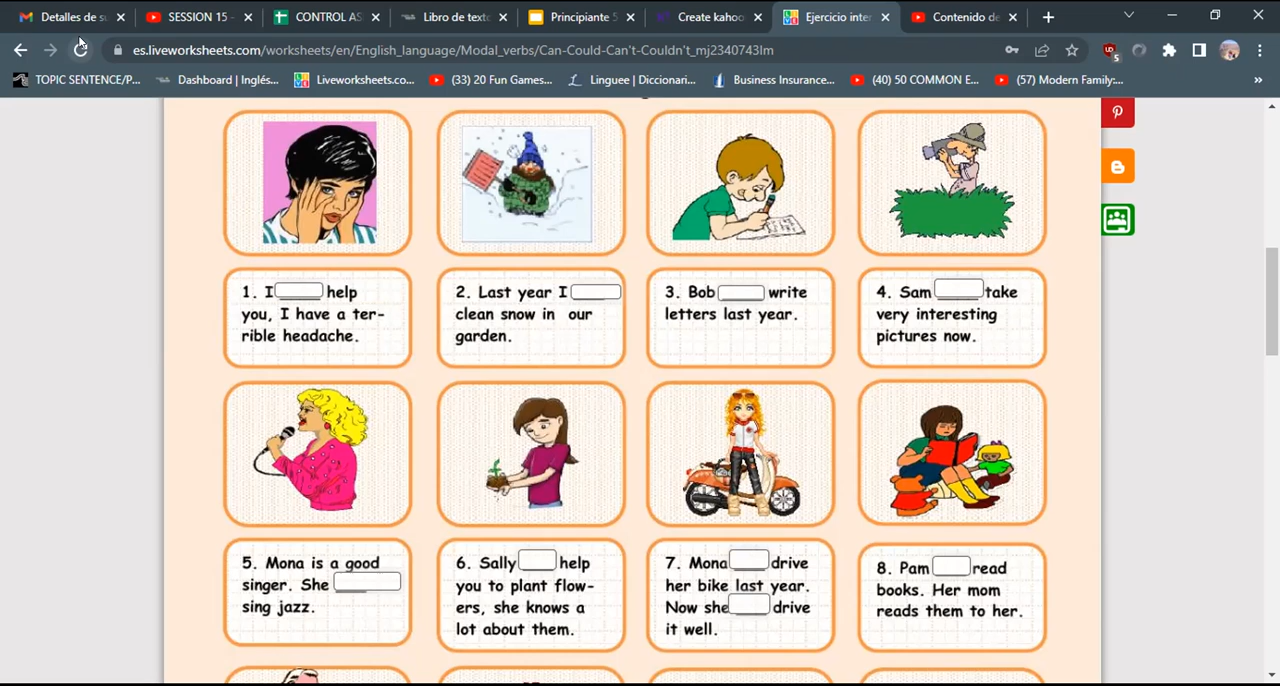 Detalles de su
SESSION 15 -
CONTROL AS
Libro de texto
Principiante 5
Create kahoo
Ejercicio inter
Contenido de
es.liveworksheets.com/worksheets/en/English_language/Modal_verbs/Can-Could-Can't-Couldn't_mj2340743lm
5
TOPIC SENTENCE/P...
Dashboard | Inglés...
Liveworksheets.co...
(33) 20 Fun Games...
Linguee | Diccionari...
Business Insurance...
(40) 50 COMMON E...
(57) Modern Family:...
»
1. I help
you, I have a ter-
rible headache.
2. Last year I
clean snow in our
garden.
3. Bob write
letters last year.
4. Sam take
very interesting
pictures now.
5. Mona is a good
singer. She
sing jazz.
6. Sally help
you to plant flow-
ers, she knows a
lot about them.
7. Mona drive
her bike last year.
Now she drive
it well.
8. Pam read
books. Her mom
reads them to her.